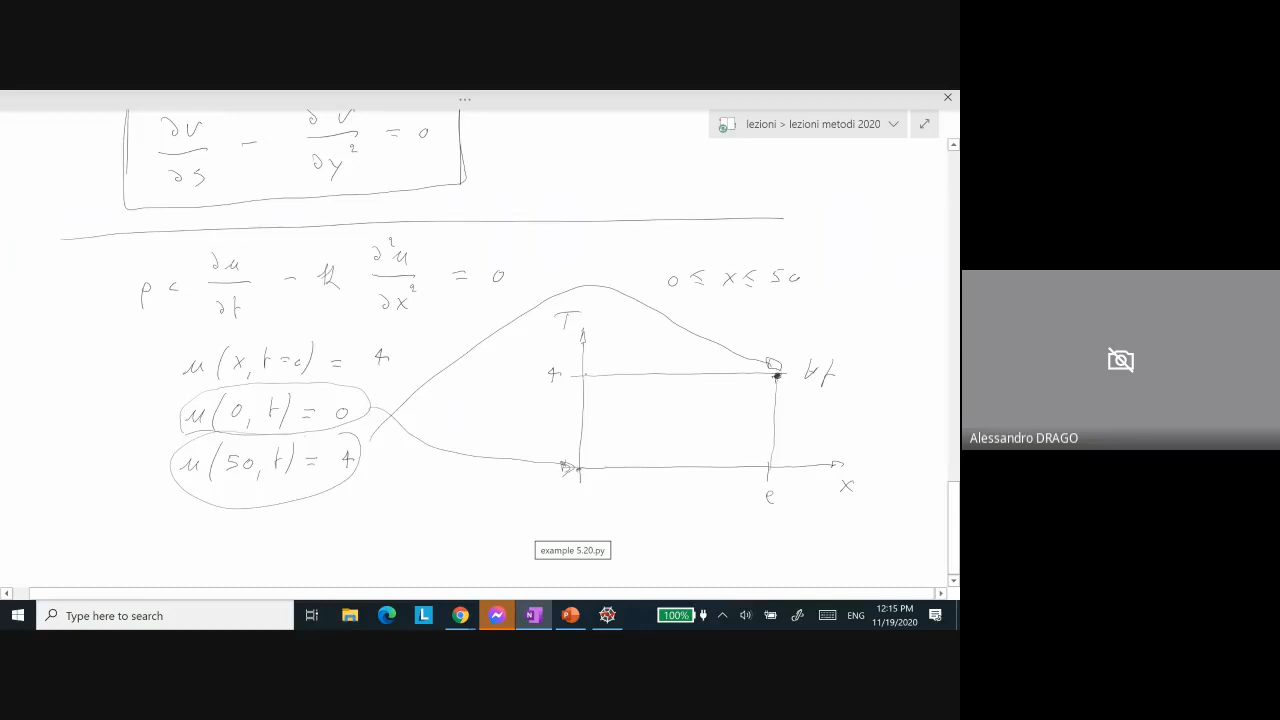 lezioni > lezioni metodi 2020
∂v/∂s - ∂v/∂y² = 0
ρc ∂u/∂t - k ∂²u/∂x² = 0
0 ≤ x ≤ 50
u(x, t=0) = 4
u(0, t) = 0
u(50, t) = 4
T
4
∀t
e
x
example 5.20.py
Alessandro DRAGO
Type here to search
L
N
P
100%
ENG
12:15 PM
11/19/2020